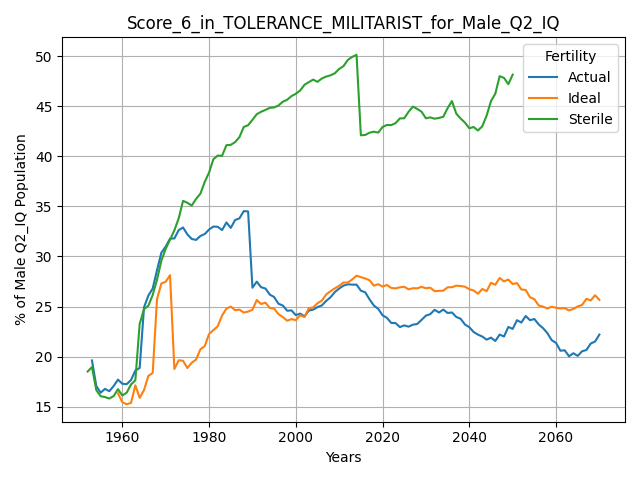 Score_6_in_TOLERANCE_MILITARIST_for_Male_Q2_IQ
% of Male Q2_IQ Population
50
45
40
35
30
25
20
15
Fertility
Actual
Ideal
Sterile
1960 1980 2000 2020 2040 2060
Years